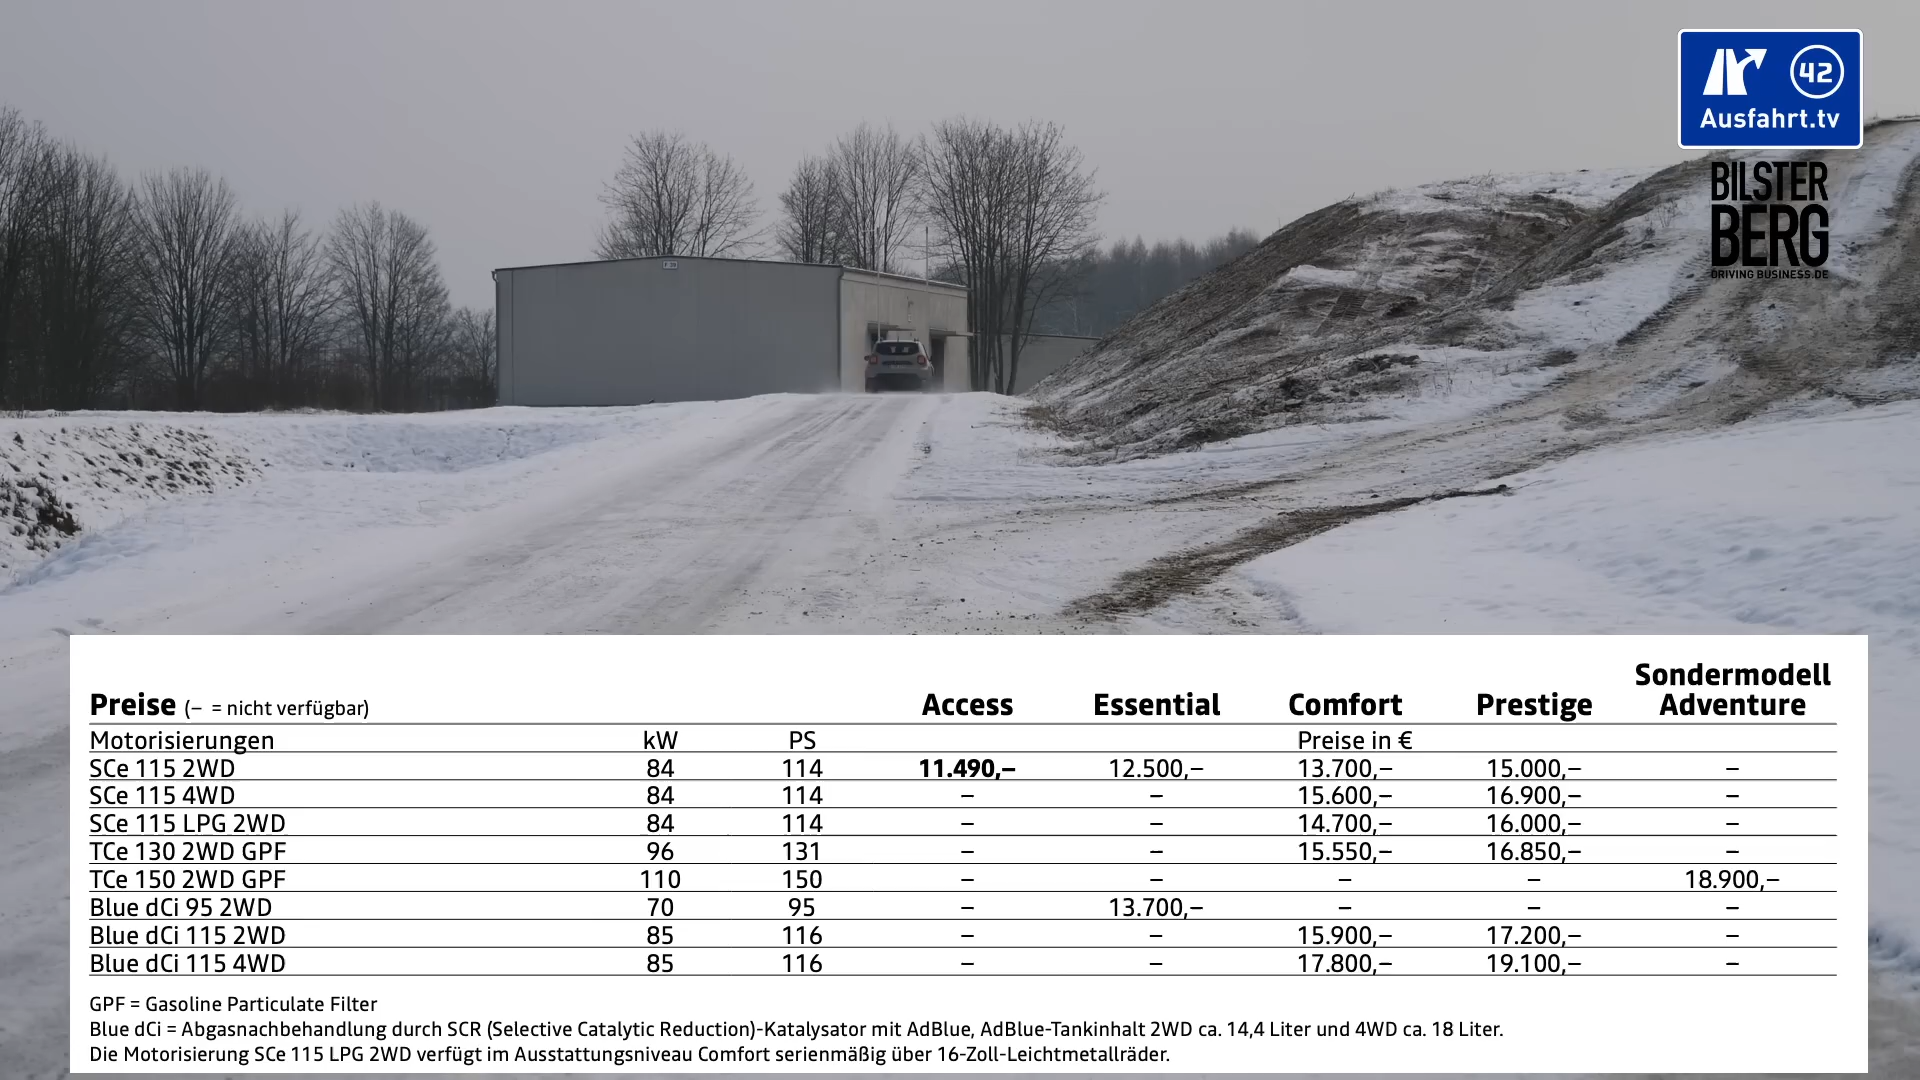 42
Ausfahrt.tv
BILSTER
BERG
DRIVING BUSINESS.DE
Sondermodell
Preise (– = nicht verfügbar) Access Essential Comfort Prestige Adventure
Motorisierungen kW PS Preise in €
SCe 115 2WD 84 114 11.490,– 12.500,– 13.700,– 15.000,– –
SCe 115 4WD 84 114 – – 15.600,– 16.900,– –
SCe 115 LPG 2WD 84 114 – – 14.700,– 16.000,– –
TCe 130 2WD GPF 96 131 – – 15.550,– 16.850,– –
TCe 150 2WD GPF 110 150 – – – – 18.900,–
Blue dCi 95 2WD 70 95 – 13.700,– – – –
Blue dCi 115 2WD 85 116 – – 15.900,– 17.200,– –
Blue dCi 115 4WD 85 116 – – 17.800,– 19.100,– –
GPF = Gasoline Particulate Filter
Blue dCi = Abgasnachbehandlung durch SCR (Selective Catalytic Reduction)-Katalysator mit AdBlue, AdBlue-Tankinhalt 2WD ca. 14,4 Liter und 4WD ca. 18 Liter.
Die Motorisierung SCe 115 LPG 2WD verfügt im Ausstattungsniveau Comfort serienmäßig über 16-Zoll-Leichtmetallräder.